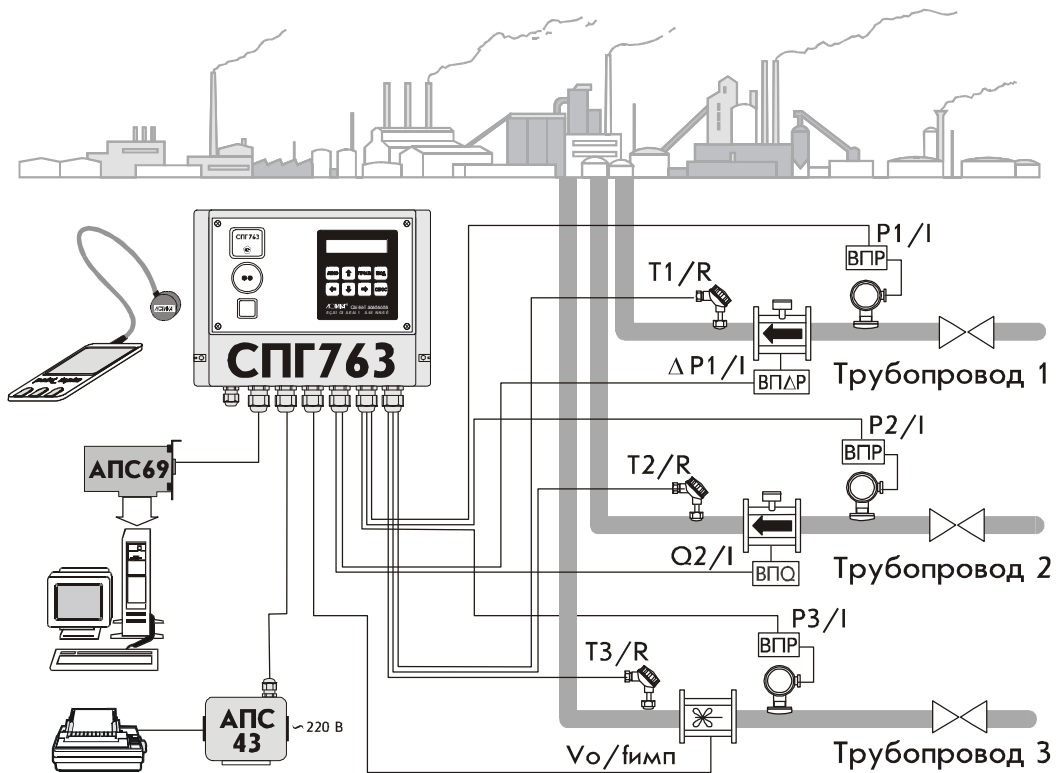 СПГ763
P1/I
ВПР
T1/R
ЛОГИКА
СПГ763
ΔP1/I
ВПΔР
Трубопровод 1
P2/I
ВПР
АПС69
T2/R
Q2/I
ВПQ
Трубопровод 2
P3/I
ВПР
T3/R
АПС
43
~220 В
Vo/fимп
Трубопровод 3